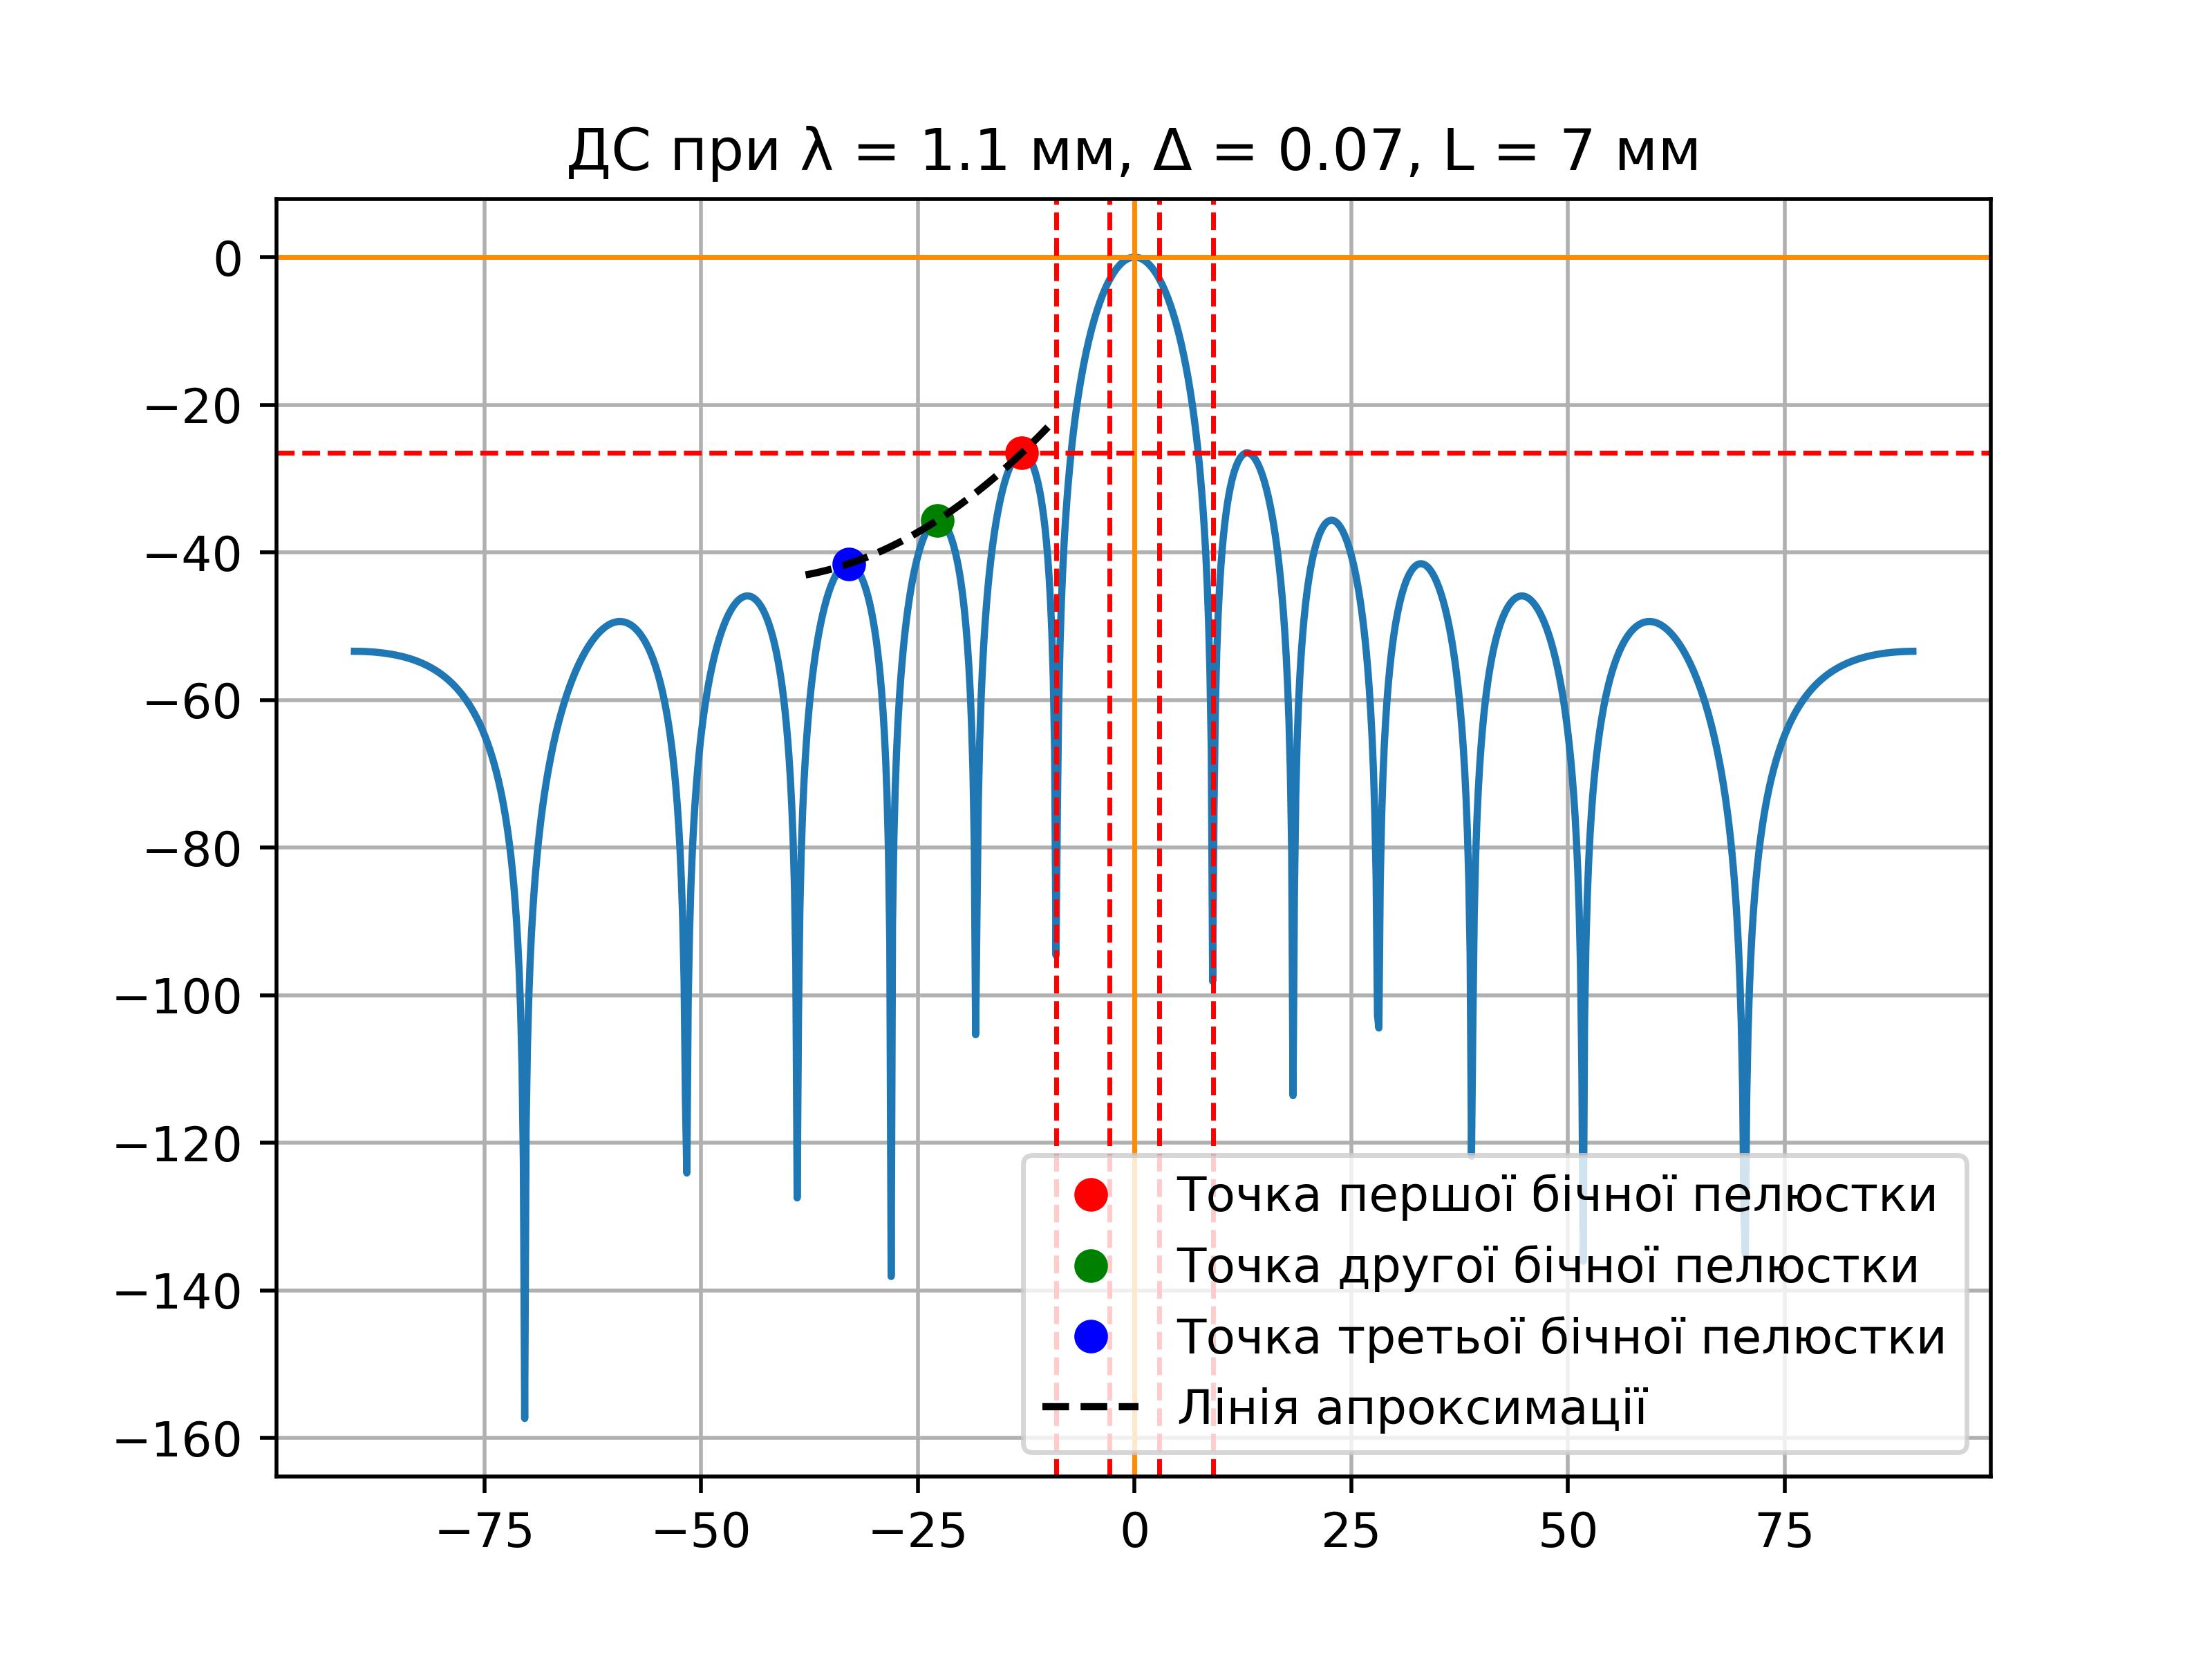 ДС при λ = 1.1 мм, Δ = 0.07, L = 7 мм
0
−20
−40
−60
−80
−100
−120
−140
−160
Точка першої бічної пелюстки
Точка другої бічної пелюстки
Точка третьої бічної пелюстки
Лінія апроксимації
−75 −50 −25 0 25 50 75